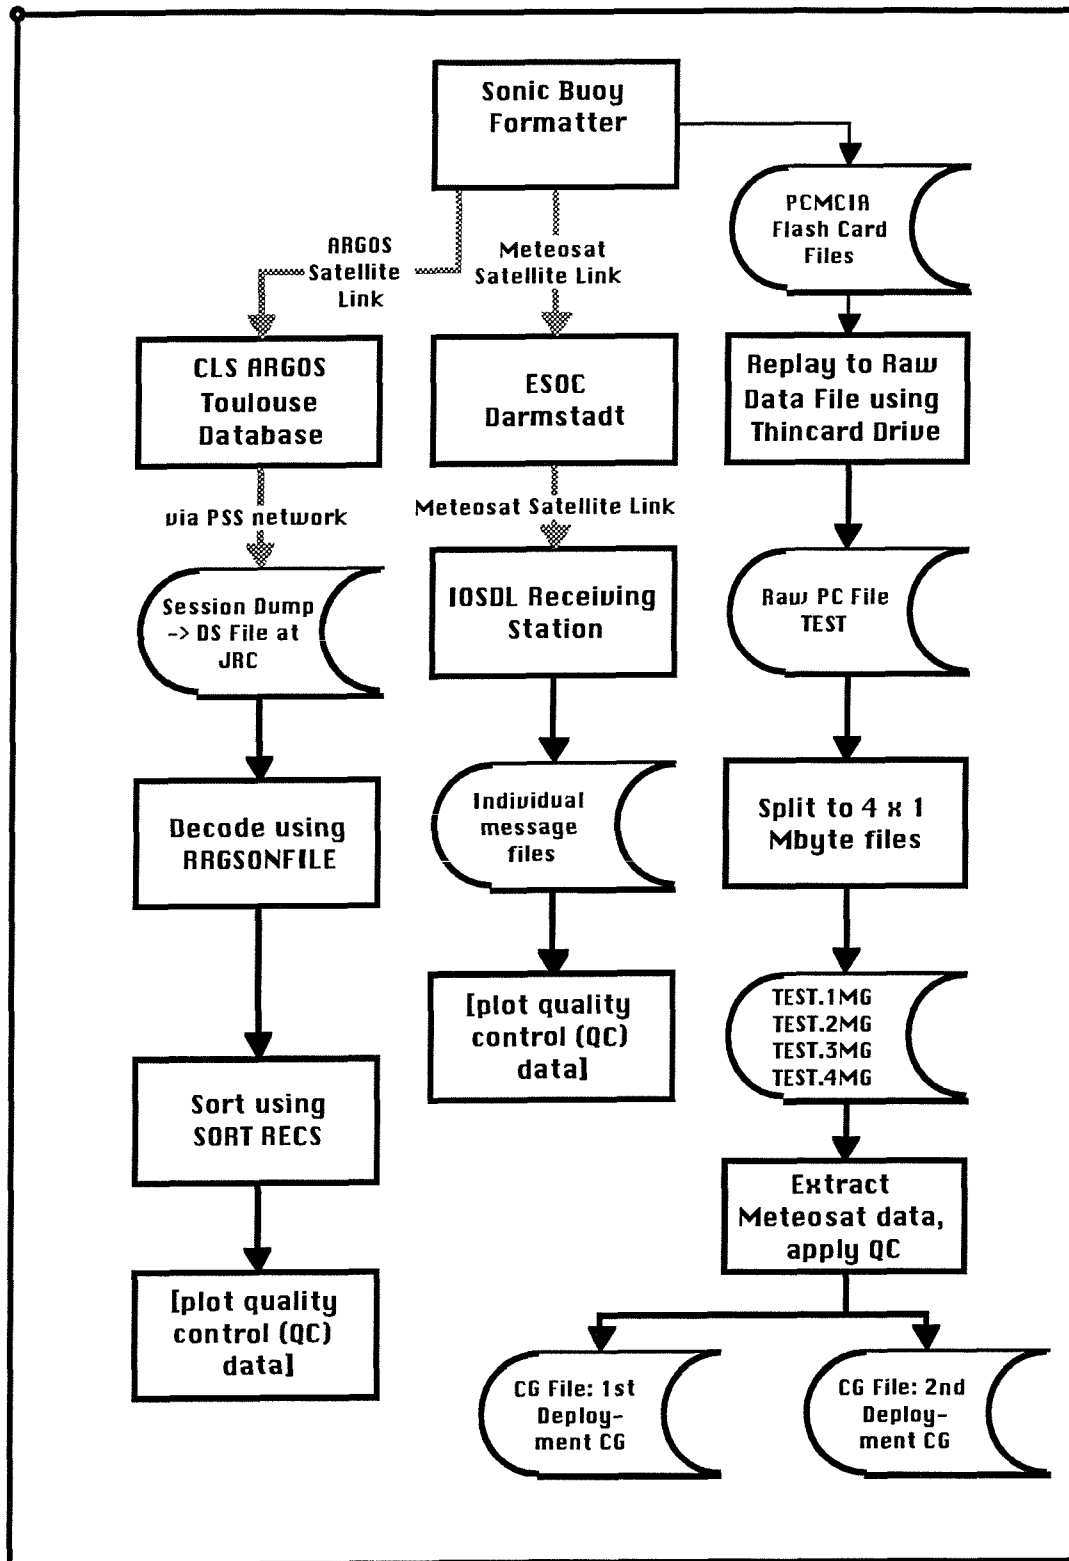 Sonic Buoy
Formatter
PCMCIA
Flash Card
Files
ARGOS
Satellite
Link
Meteosat
Satellite Link
CLS ARGOS
Toulouse
Database
ESOC
Darmstadt
Replay to Raw
Data File using
Thincard Drive
via PSS network
Meteosat Satellite Link
Session Dump
-> DS File at
JRC
IOSDL Receiving
Station
Raw PC File
TEST
Decode using
ARGSONFILE
Individual
message
files
Split to 4 x 1
Mbyte files
[plot quality
control (QC)
data]
TEST.1MG
TEST.2MG
TEST.3MG
TEST.4MG
Sort using
SORT RECS
Extract
Meteosat data,
apply QC
[plot quality
control (QC)
data]
CG File: 1st
Deploy-
ment CG
CG File: 2nd
Deploy-
ment CG